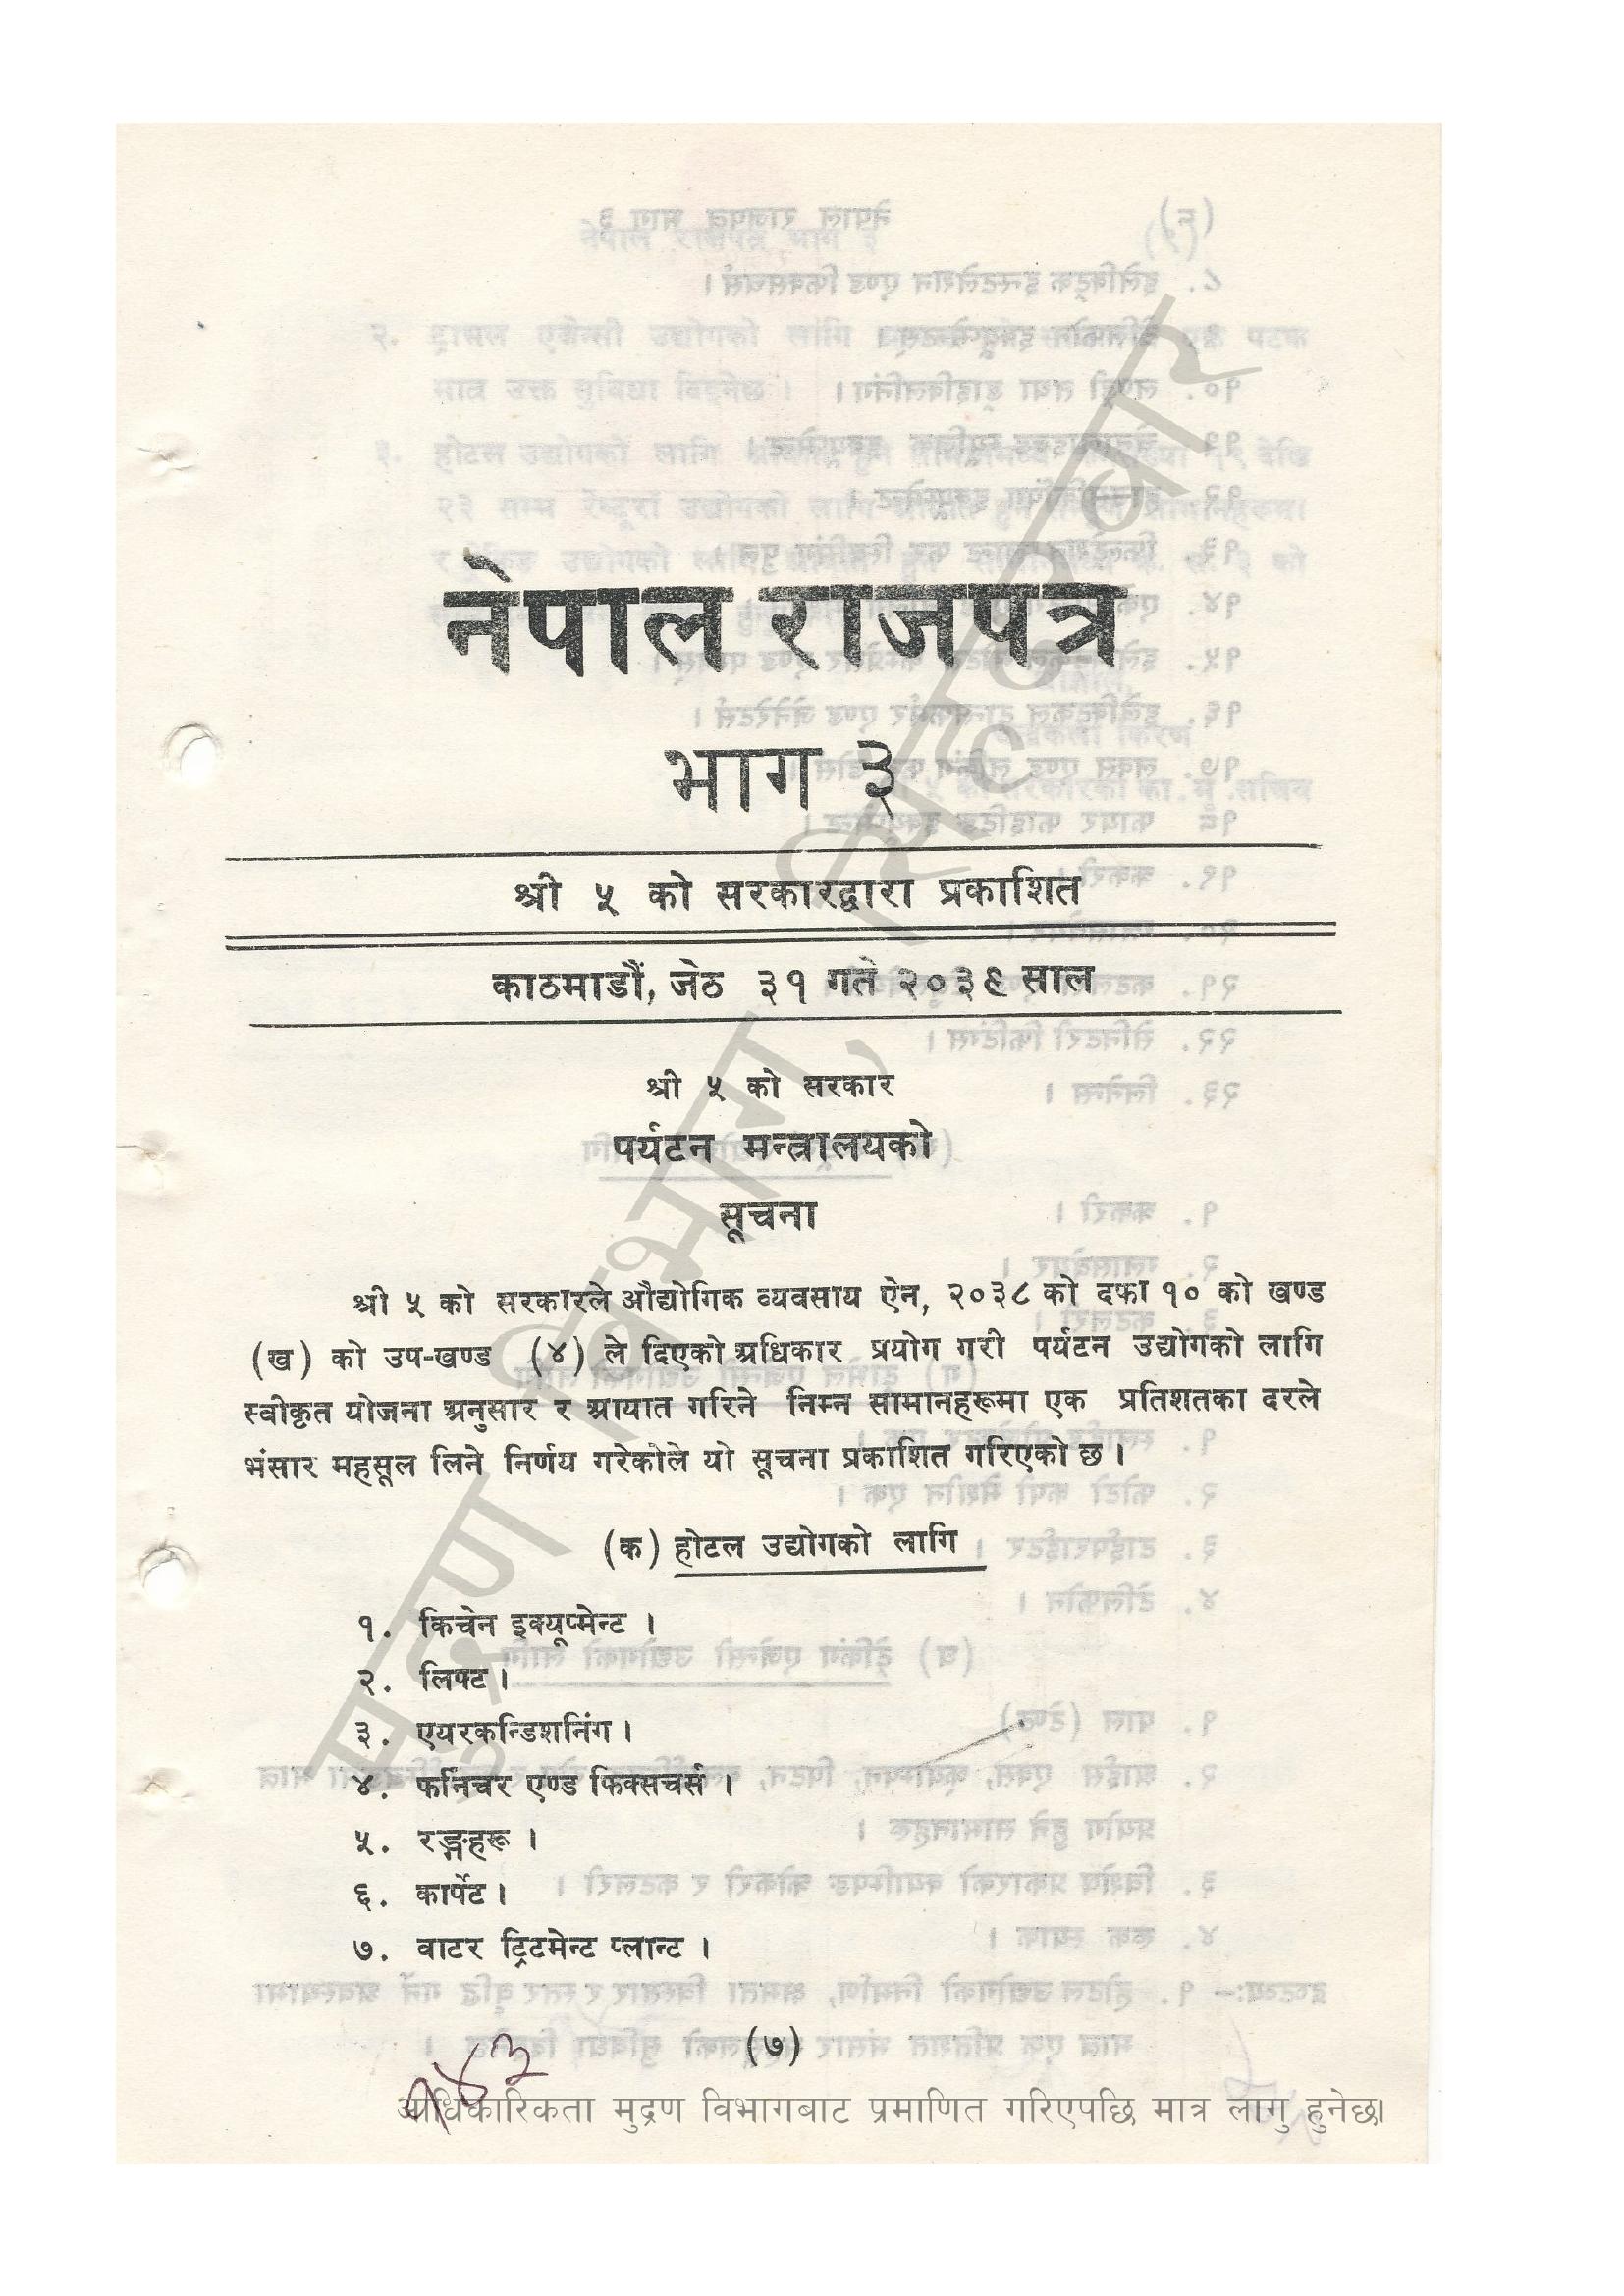 नेपाल राजपत्र
भाग ३
श्री ५ को सरकारद्वारा प्रकाशित
काठमाडौं, जेठ ३१ गते २०३९ साल
श्री ५ को सरकार
पर्यटन मन्त्रालयको
सूचना
श्री ५ को सरकारले औद्योगिक व्यवसाय ऐन, २०३८ को दफा १० को खण्ड
(ख) को उप-खण्ड (४) ले दिएको अधिकार प्रयोग गरी पर्यटन उद्योगको लागि
स्वीकृत योजना अनुसार र आयात गरिने निम्न सामानहरूमा एक प्रतिशतका दरले
भंसार महसूल लिने निर्णय गरेकोले यो सूचना प्रकाशित गरिएको छ ।
(क) होटल उद्योगको लागि
१. किचेन इक्यूप्मेन्ट ।
२. लिफ्ट ।
३. एयरकन्डिशनिंग ।
४. फर्निचर एण्ड फिक्सचर्स ।
५. रङ्गहरू ।
६. कार्पेट ।
७. वाटर ट्रिटमेन्ट प्लान्ट ।
(७)
१४३
आधिकारिकता मुद्रण विभागबाट प्रमाणित गरिएपछि मात्र लागु हुनेछ।
मुद्रण विभाग, सिंहदरबार